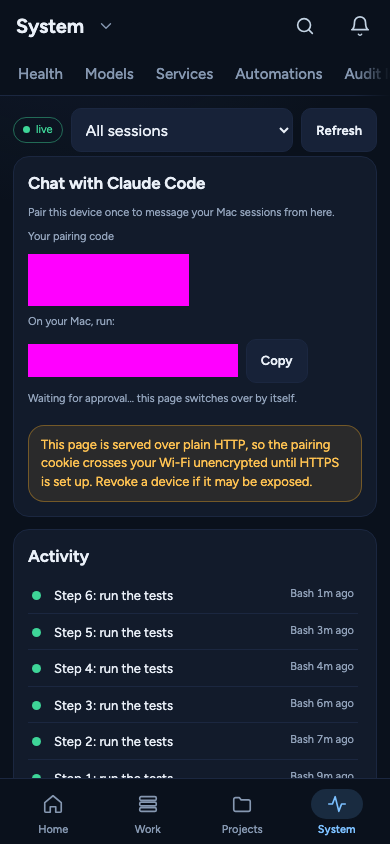 System
Health Models Services Automations Audit
live
All sessions
Refresh
Chat with Claude Code
Pair this device once to message your Mac sessions from here.
Your pairing code
On your Mac, run:
Copy
Waiting for approval... this page switches over by itself.
This page is served over plain HTTP, so the pairing
cookie crosses your Wi-Fi unencrypted until HTTPS
is set up. Revoke a device if it may be exposed.
Activity
Step 6: run the tests Bash 1m ago
Step 5: run the tests Bash 3m ago
Step 4: run the tests Bash 4m ago
Step 3: run the tests Bash 6m ago
Step 2: run the tests Bash 7m ago
Step 1: run the tests Bash 9m ago
Home Work Projects System